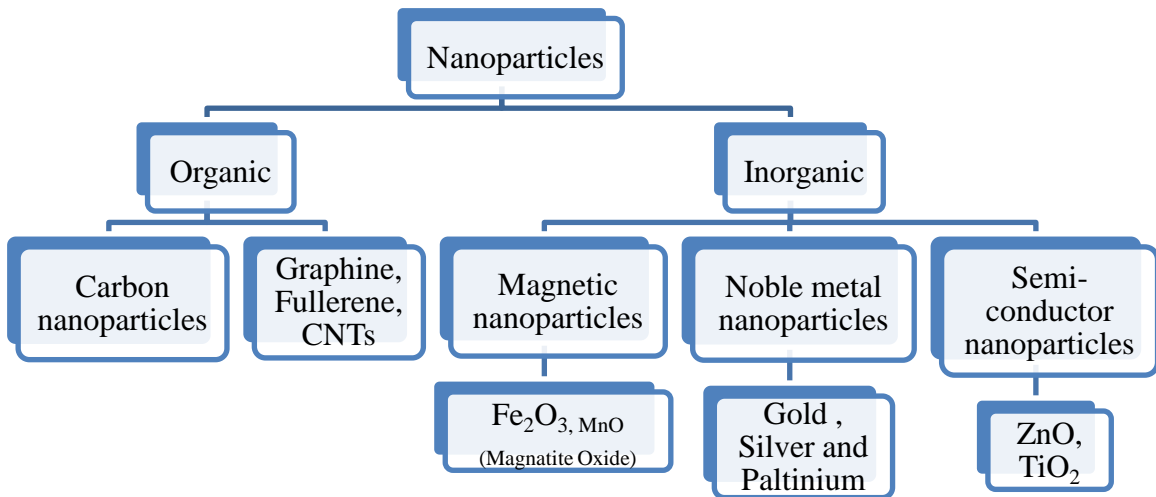 Nanoparticles
Organic
Inorganic
Carbon
nanoparticles
Graphine,
Fullerene,
CNTs
Magnetic
nanoparticles
Noble metal
nanoparticles
Semi-
conductor
nanoparticles
Fe₂O₃, MnO
(Magnatite Oxide)
Gold ,
Silver and
Paltinium
ZnO,
TiO₂